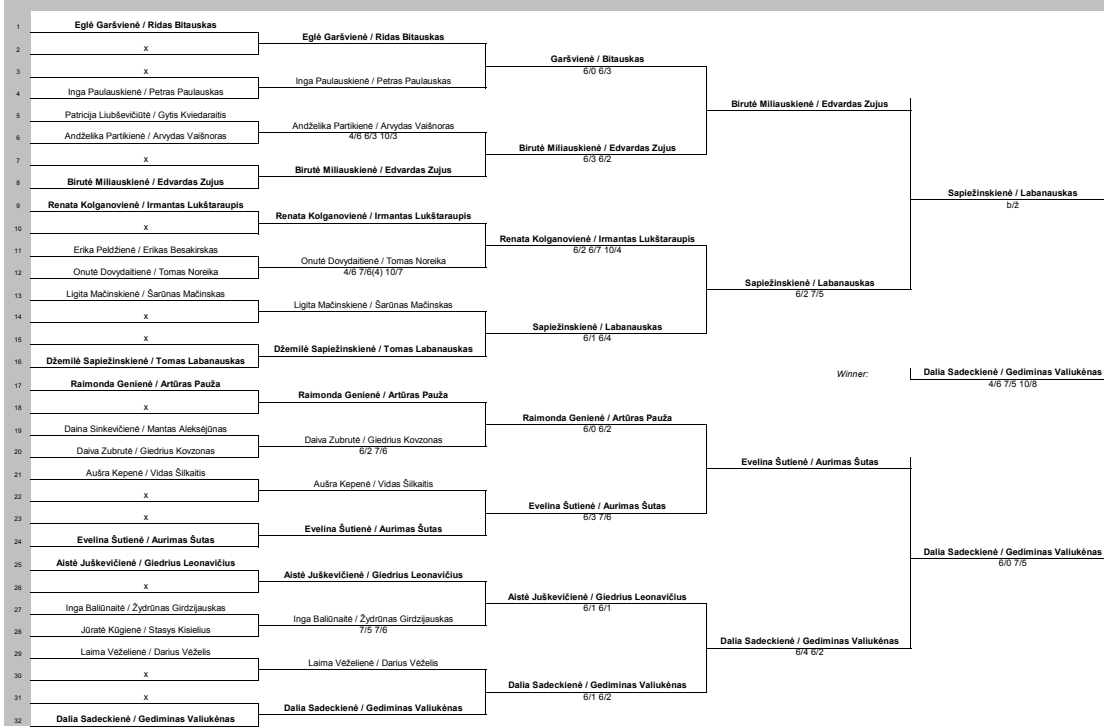 1 Eglė Garšvienė / Ridas Bitauskas
2 x
3 x
4 Inga Paulauskienė / Petras Paulauskas
5 Patricija Liubševičiūtė / Gytis Kviedaraitis
6 Andželika Partikienė / Arvydas Vaišnoras
7 x
8 Birutė Miliauskienė / Edvardas Zujus
9 Renata Kolganovienė / Irmantas Lukštaraupis
10 x
11 Erika Peldžienė / Erikas Besakirskas
12 Onutė Dovydaitienė / Tomas Noreika
13 Ligita Mačinskienė / Šarūnas Mačinskas
14 x
15 x
16 Džemilė Sapiežinskienė / Tomas Labanauskas
17 Raimonda Genienė / Artūras Pauža
18 x
19 Daina Sinkevičienė / Mantas Aleksėjūnas
20 Daiva Zubrutė / Giedrius Kovzonas
21 Aušra Kepenė / Vidas Šilkaitis
22 x
23 x
24 Evelina Šutienė / Aurimas Šutas
25 Aistė Juškevičienė / Giedrius Leonavičius
26 x
27 Inga Baliūnaitė / Žydrūnas Girdzijauskas
28 Jūratė Kūgienė / Stasys Kisielius
29 Laima Vėželienė / Darius Vėželis
30 x
31 x
32 Dalia Sadeckienė / Gediminas Valiukėnas
Eglė Garšvienė / Ridas Bitauskas
Inga Paulauskienė / Petras Paulauskas
Andželika Partikienė / Arvydas Vaišnoras
4/6 6/3 10/3
Birutė Miliauskienė / Edvardas Zujus
Renata Kolganovienė / Irmantas Lukštaraupis
Onutė Dovydaitienė / Tomas Noreika
4/6 7/6(4) 10/7
Ligita Mačinskienė / Šarūnas Mačinskas
Džemilė Sapiežinskienė / Tomas Labanauskas
Raimonda Genienė / Artūras Pauža
Daiva Zubrutė / Giedrius Kovzonas
6/2 7/6
Aušra Kepenė / Vidas Šilkaitis
Evelina Šutienė / Aurimas Šutas
Aistė Juškevičienė / Giedrius Leonavičius
Inga Baliūnaitė / Žydrūnas Girdzijauskas
7/5 7/6
Laima Vėželienė / Darius Vėželis
Dalia Sadeckienė / Gediminas Valiukėnas
Garšvienė / Bitauskas
6/0 6/3
Birutė Miliauskienė / Edvardas Zujus
6/3 6/2
Renata Kolganovienė / Irmantas Lukštaraupis
6/2 6/7 10/4
Sapiežinskienė / Labanauskas
6/1 6/4
Raimonda Genienė / Artūras Pauža
6/0 6/2
Evelina Šutienė / Aurimas Šutas
6/3 7/6
Aistė Juškevičienė / Giedrius Leonavičius
6/1 6/1
Dalia Sadeckienė / Gediminas Valiukėnas
6/1 6/2
Birutė Miliauskienė / Edvardas Zujus
Sapiežinskienė / Labanauskas
6/2 7/5
Evelina Šutienė / Aurimas Šutas
Dalia Sadeckienė / Gediminas Valiukėnas
6/4 6/2
Sapiežinskienė / Labanauskas
b/ž
Winner: Dalia Sadeckienė / Gediminas Valiukėnas
4/6 7/5 10/8
Dalia Sadeckienė / Gediminas Valiukėnas
6/0 7/5